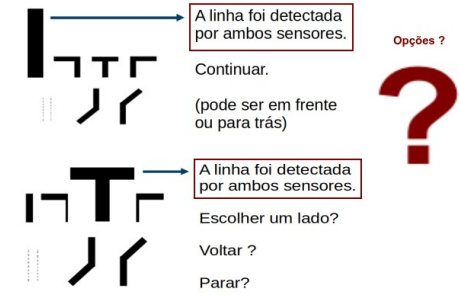 A linha foi detectada
por ambos sensores.
Opções ?
Continuar.
(pode ser em frente
ou para trás)
?
A linha foi detectada
por ambos sensores.
Escolher um lado?
Voltar ?
Parar?